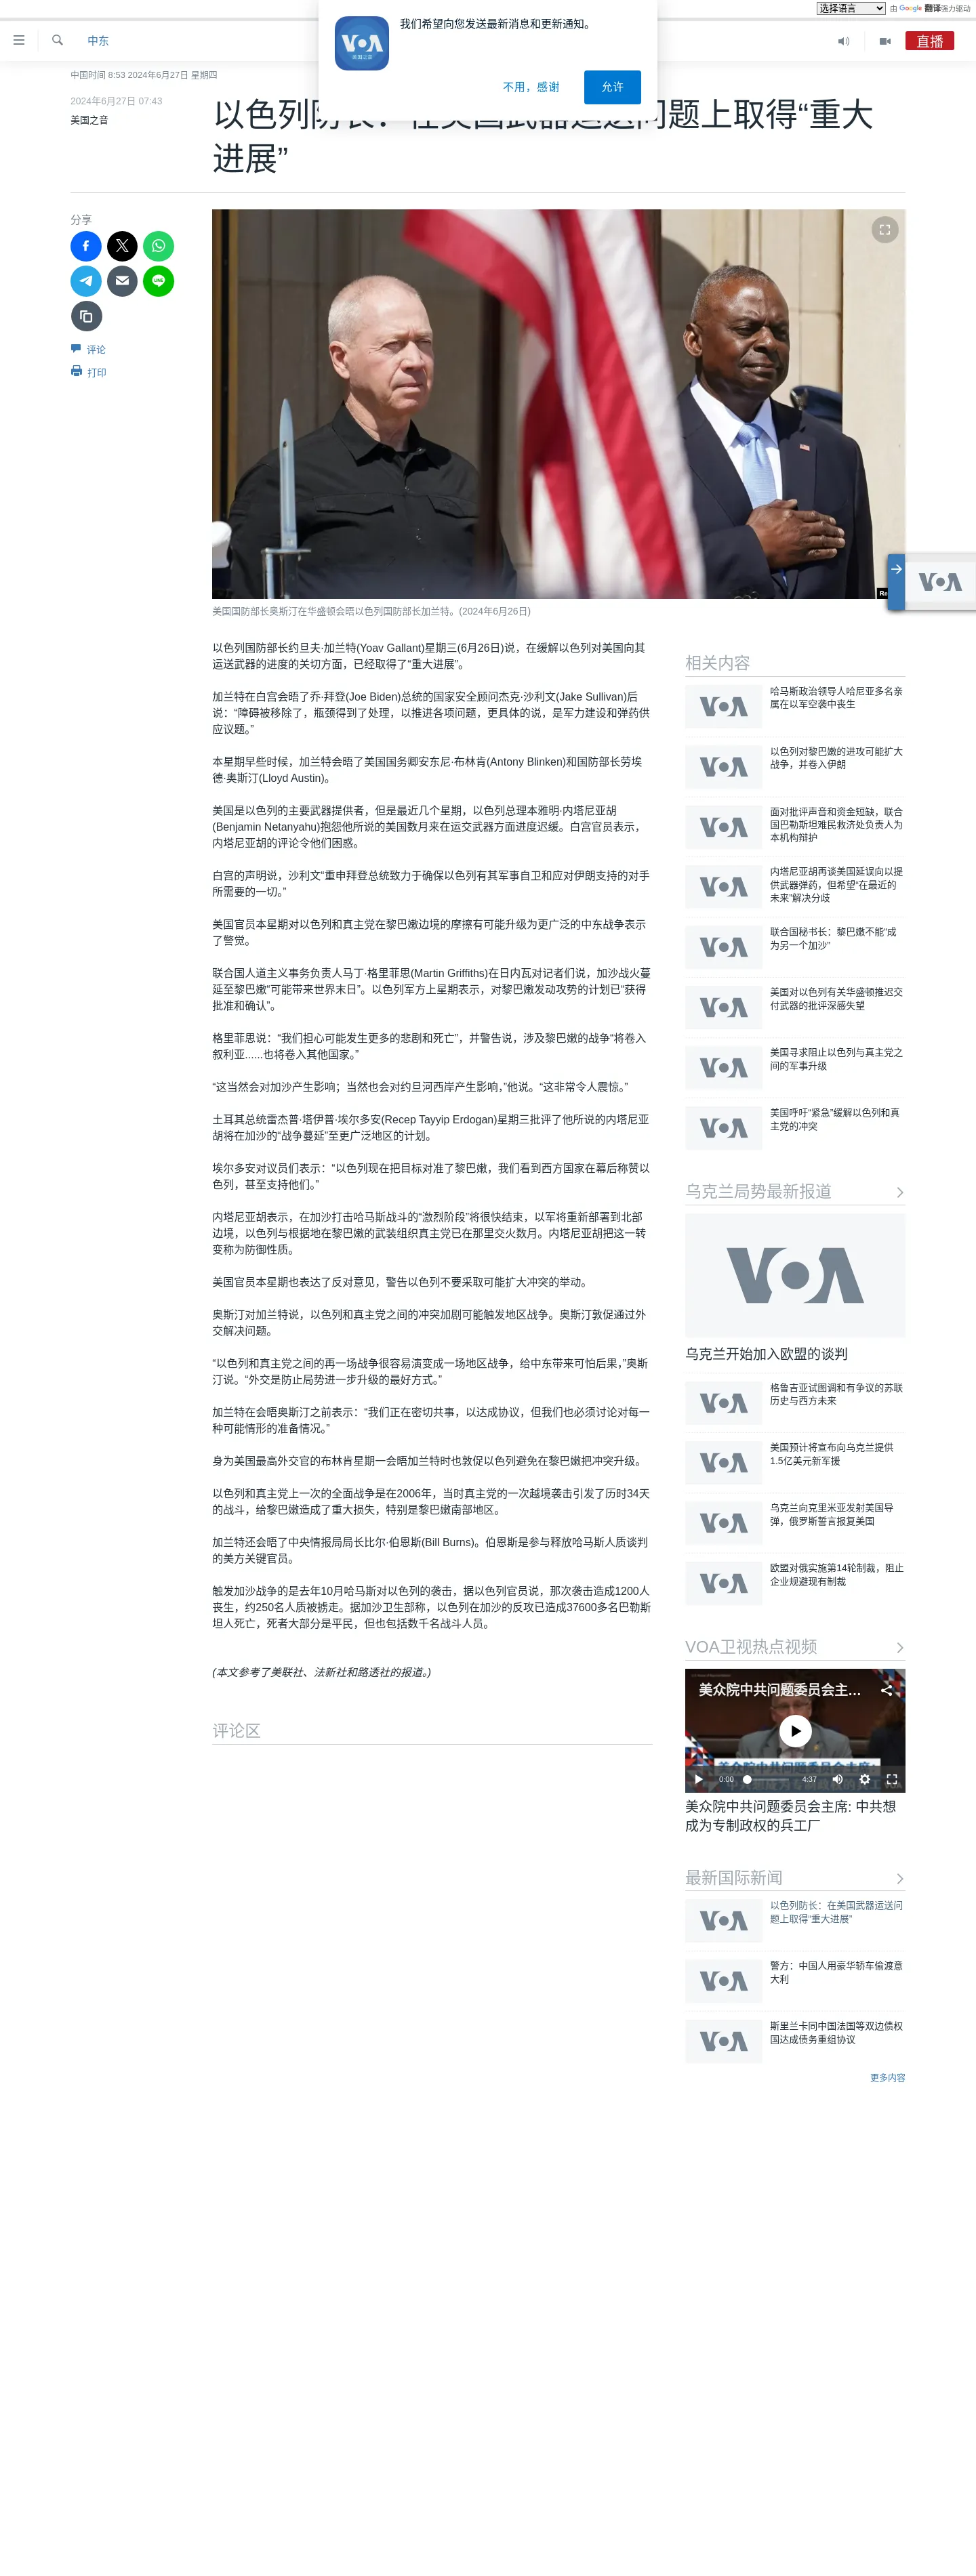 选择语言
由 Google 翻译强力驱动
我们希望向您发送最新消息和更新通知。
VOA
美国之音
不用，感谢
允许
中东
直播
中国时间 8:53 2024年6月27日 星期四
2024年6月27日 07:43
美国之音
以色列防长：在美国武器运送问题上取得“重大
进展”
分享
LINE
评论
打印
美国国防部长奥斯汀在华盛顿会晤以色列国防部长加兰特。(2024年6月26日)
以色列国防部长约旦夫·加兰特(Yoav Gallant)星期三(6月26日)说，在缓解以色列对美国向其
运送武器的进度的关切方面，已经取得了“重大进展”。
加兰特在白宫会晤了乔·拜登(Joe Biden)总统的国家安全顾问杰克·沙利文(Jake Sullivan)后
说：“障碍被移除了，瓶颈得到了处理，以推进各项问题，更具体的说，是军力建设和弹药供
应议题。”
本星期早些时候，加兰特会晤了美国国务卿安东尼·布林肯(Antony Blinken)和国防部长劳埃
德·奥斯汀(Lloyd Austin)。
美国是以色列的主要武器提供者，但是最近几个星期，以色列总理本雅明·内塔尼亚胡
(Benjamin Netanyahu)抱怨他所说的美国数月来在运交武器方面进度迟缓。白宫官员表示，
内塔尼亚胡的评论令他们困惑。
白宫的声明说，沙利文“重申拜登总统致力于确保以色列有其军事自卫和应对伊朗支持的对手
所需要的一切。”
美国官员本星期对以色列和真主党在黎巴嫩边境的摩擦有可能升级为更广泛的中东战争表示
了警觉。
联合国人道主义事务负责人马丁·格里菲思(Martin Griffiths)在日内瓦对记者们说，加沙战火蔓
延至黎巴嫩“可能带来世界末日”。以色列军方上星期表示，对黎巴嫩发动攻势的计划已“获得
批准和确认”。
格里菲思说：“我们担心可能发生更多的悲剧和死亡”，并警告说，涉及黎巴嫩的战争“将卷入
叙利亚......也将卷入其他国家。”
“这当然会对加沙产生影响；当然也会对约旦河西岸产生影响，”他说。“这非常令人震惊。”
土耳其总统雷杰普·塔伊普·埃尔多安(Recep Tayyip Erdogan)星期三批评了他所说的内塔尼亚
胡将在加沙的“战争蔓延”至更广泛地区的计划。
埃尔多安对议员们表示：“以色列现在把目标对准了黎巴嫩，我们看到西方国家在幕后称赞以
色列，甚至支持他们。”
内塔尼亚胡表示，在加沙打击哈马斯战斗的“激烈阶段”将很快结束，以军将重新部署到北部
边境，以色列与根据地在黎巴嫩的武装组织真主党已在那里交火数月。内塔尼亚胡把这一转
变称为防御性质。
美国官员本星期也表达了反对意见，警告以色列不要采取可能扩大冲突的举动。
奥斯汀对加兰特说，以色列和真主党之间的冲突加剧可能触发地区战争。奥斯汀敦促通过外
交解决问题。
“以色列和真主党之间的再一场战争很容易演变成一场地区战争，给中东带来可怕后果，”奥斯
汀说。“外交是防止局势进一步升级的最好方式。”
加兰特在会晤奥斯汀之前表示：“我们正在密切共事，以达成协议，但我们也必须讨论对每一
种可能情形的准备情况。”
身为美国最高外交官的布林肯星期一会晤加兰特时也敦促以色列避免在黎巴嫩把冲突升级。
以色列和真主党上一次的全面战争是在2006年，当时真主党的一次越境袭击引发了历时34天
的战斗，给黎巴嫩造成了重大损失，特别是黎巴嫩南部地区。
加兰特还会晤了中央情报局局长比尔·伯恩斯(Bill Burns)。伯恩斯是参与释放哈马斯人质谈判
的美方关键官员。
触发加沙战争的是去年10月哈马斯对以色列的袭击，据以色列官员说，那次袭击造成1200人
丧生，约250名人质被掳走。据加沙卫生部称，以色列在加沙的反攻已造成37600多名巴勒斯
坦人死亡，死者大部分是平民，但也包括数千名战斗人员。
(本文参考了美联社、法新社和路透社的报道。)
评论区
VOA
相关内容
VOA
哈马斯政治领导人哈尼亚多名亲
属在以军空袭中丧生
VOA
以色列对黎巴嫩的进攻可能扩大
战争，并卷入伊朗
VOA
面对批评声音和资金短缺，联合
国巴勒斯坦难民救济处负责人为
本机构辩护
VOA
内塔尼亚胡再谈美国延误向以提
供武器弹药，但希望“在最近的
未来”解决分歧
VOA
联合国秘书长：黎巴嫩不能“成
为另一个加沙”
VOA
美国对以色列有关华盛顿推迟交
付武器的批评深感失望
VOA
美国寻求阻止以色列与真主党之
间的军事升级
VOA
美国呼吁“紧急”缓解以色列和真
主党的冲突
乌克兰局势最新报道
VOA
乌克兰开始加入欧盟的谈判
VOA
格鲁吉亚试图调和有争议的苏联
历史与西方未来
VOA
美国预计将宣布向乌克兰提供
1.5亿美元新军援
VOA
乌克兰向克里米亚发射美国导
弹，俄罗斯誓言报复美国
VOA
欧盟对俄实施第14轮制裁，阻止
企业规避现有制裁
VOA卫视热点视频
美众院中共问题委员会主...
0:00
4:37
美众院中共问题委员会主席: 中共想
成为专制政权的兵工厂
最新国际新闻
VOA
以色列防长：在美国武器运送问
题上取得“重大进展”
VOA
警方：中国人用豪华轿车偷渡意
大利
VOA
斯里兰卡同中国法国等双边债权
国达成债务重组协议
更多内容